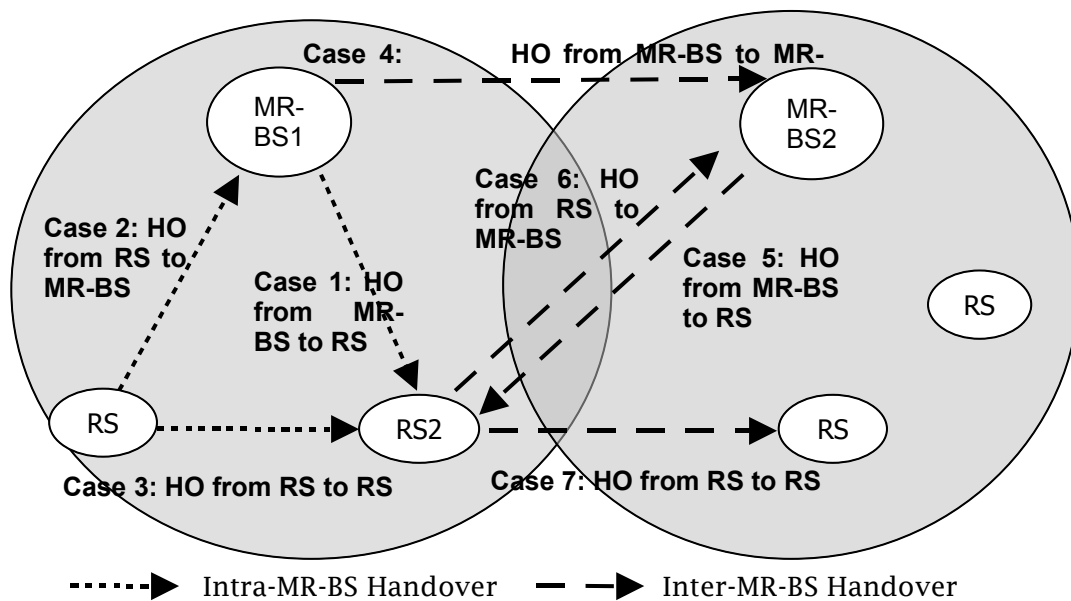 Case 4: HO from MR-BS to MR-
MR-
BS1
MR-
BS2
Case 6: HO
from RS to
MR-BS
Case 2: HO
from RS to
MR-BS
Case 1: HO
from MR-
BS to RS
Case 5: HO
from MR-BS
to RS
RS
RS
RS2
RS
Case 3: HO from RS to RS
Case 7: HO from RS to RS
Intra-MR-BS Handover
Inter-MR-BS Handover